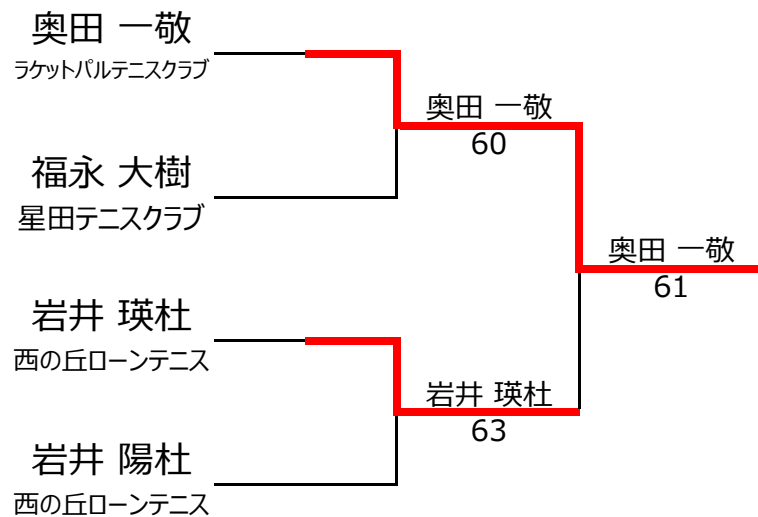 奥田 一敬
ラケットパルテニスクラブ
奥田 一敬
60
福永 大樹
星田テニスクラブ
奥田 一敬
61
岩井 瑛杜
西の丘ローンテニス
岩井 瑛杜
63
岩井 陽杜
西の丘ローンテニス